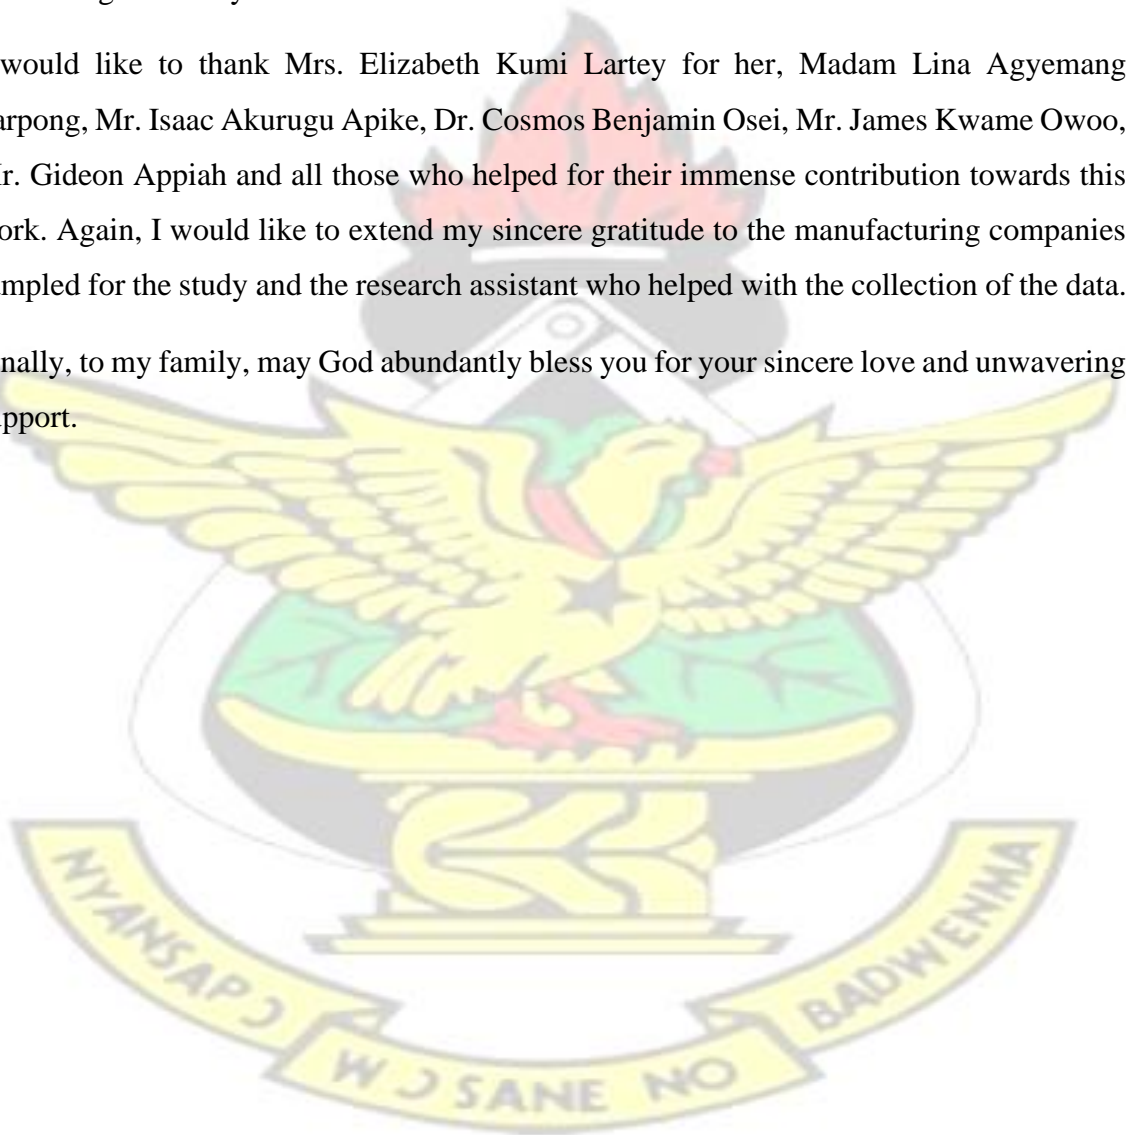 would like to thank Mrs. Elizabeth Kumi Lartey for her, Madam Lina Agyemang
arpong, Mr. Isaac Akurugu Apike, Dr. Cosmos Benjamin Osei, Mr. James Kwame Owoo,
r. Gideon Appiah and all those who helped for their immense contribution towards this
ork. Again, I would like to extend my sincere gratitude to the manufacturing companies
mpled for the study and the research assistant who helped with the collection of the data.
nally, to my family, may God abundantly bless you for your sincere love and unwavering
pport.
NYANSAPƆ WƆSANE NO BADWENMA